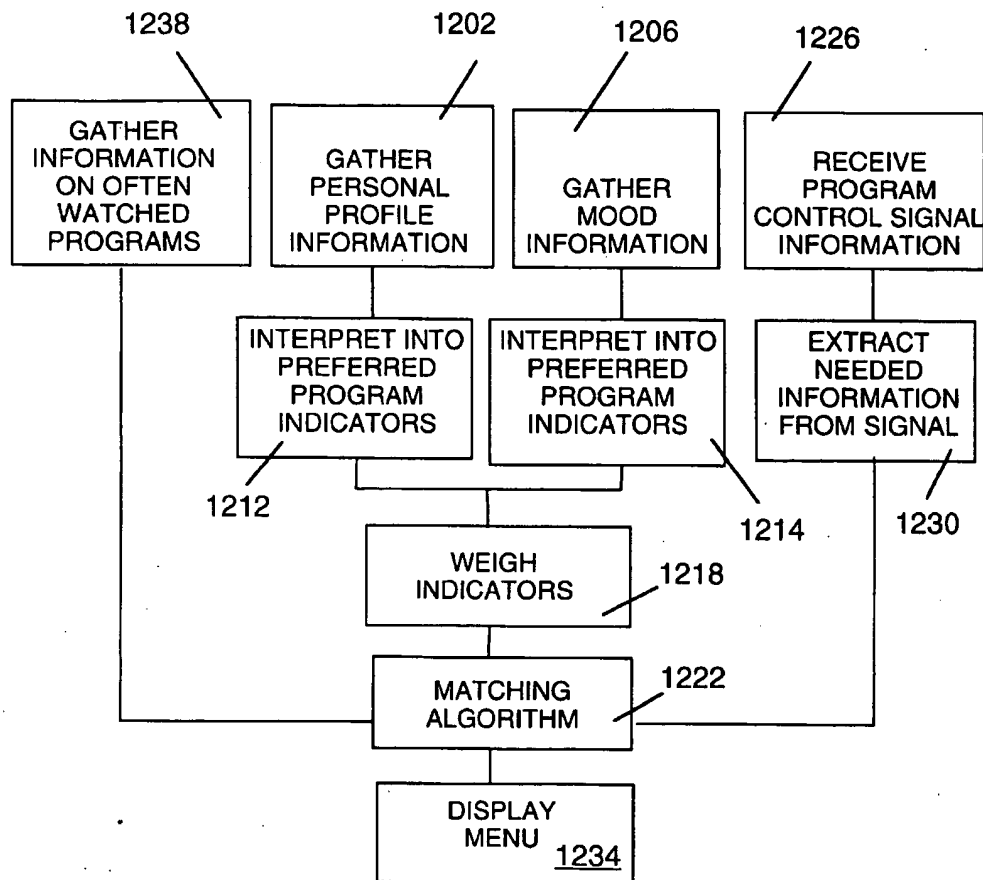 1238
1202
1206
1226
GATHER
INFORMATION
ON OFTEN
WATCHED
PROGRAMS
GATHER
PERSONAL
PROFILE
INFORMATION
GATHER
MOOD
INFORMATION
RECEIVE
PROGRAM
CONTROL SIGNAL
INFORMATION
INTERPRET INTO
PREFERRED
PROGRAM
INDICATORS
INTERPRET INTO
PREFERRED
PROGRAM
INDICATORS
EXTRACT
NEEDED
INFORMATION
FROM SIGNAL
1212
1214
1230
WEIGH
INDICATORS
1218
MATCHING
ALGORITHM
1222
DISPLAY
MENU
1234